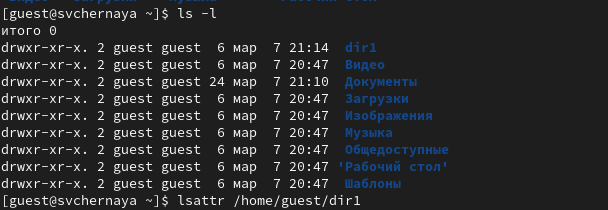 [guest@svchernaya ~]$ ls -l
итого 0
drwxr-xr-x. 2 guest guest  6 мар  7 21:14  dir1
drwxr-xr-x. 2 guest guest  6 мар  7 20:47  Видео
drwxr-xr-x. 2 guest guest 24 мар  7 21:10  Документы
drwxr-xr-x. 2 guest guest  6 мар  7 20:47  Загрузки
drwxr-xr-x. 2 guest guest  6 мар  7 20:47  Изображения
drwxr-xr-x. 2 guest guest  6 мар  7 20:47  Музыка
drwxr-xr-x. 2 guest guest  6 мар  7 20:47  Общедоступные
drwxr-xr-x. 2 guest guest  6 мар  7 20:47 'Рабочий стол'
drwxr-xr-x. 2 guest guest  6 мар  7 20:47  Шаблоны
[guest@svchernaya ~]$ lsattr /home/guest/dir1